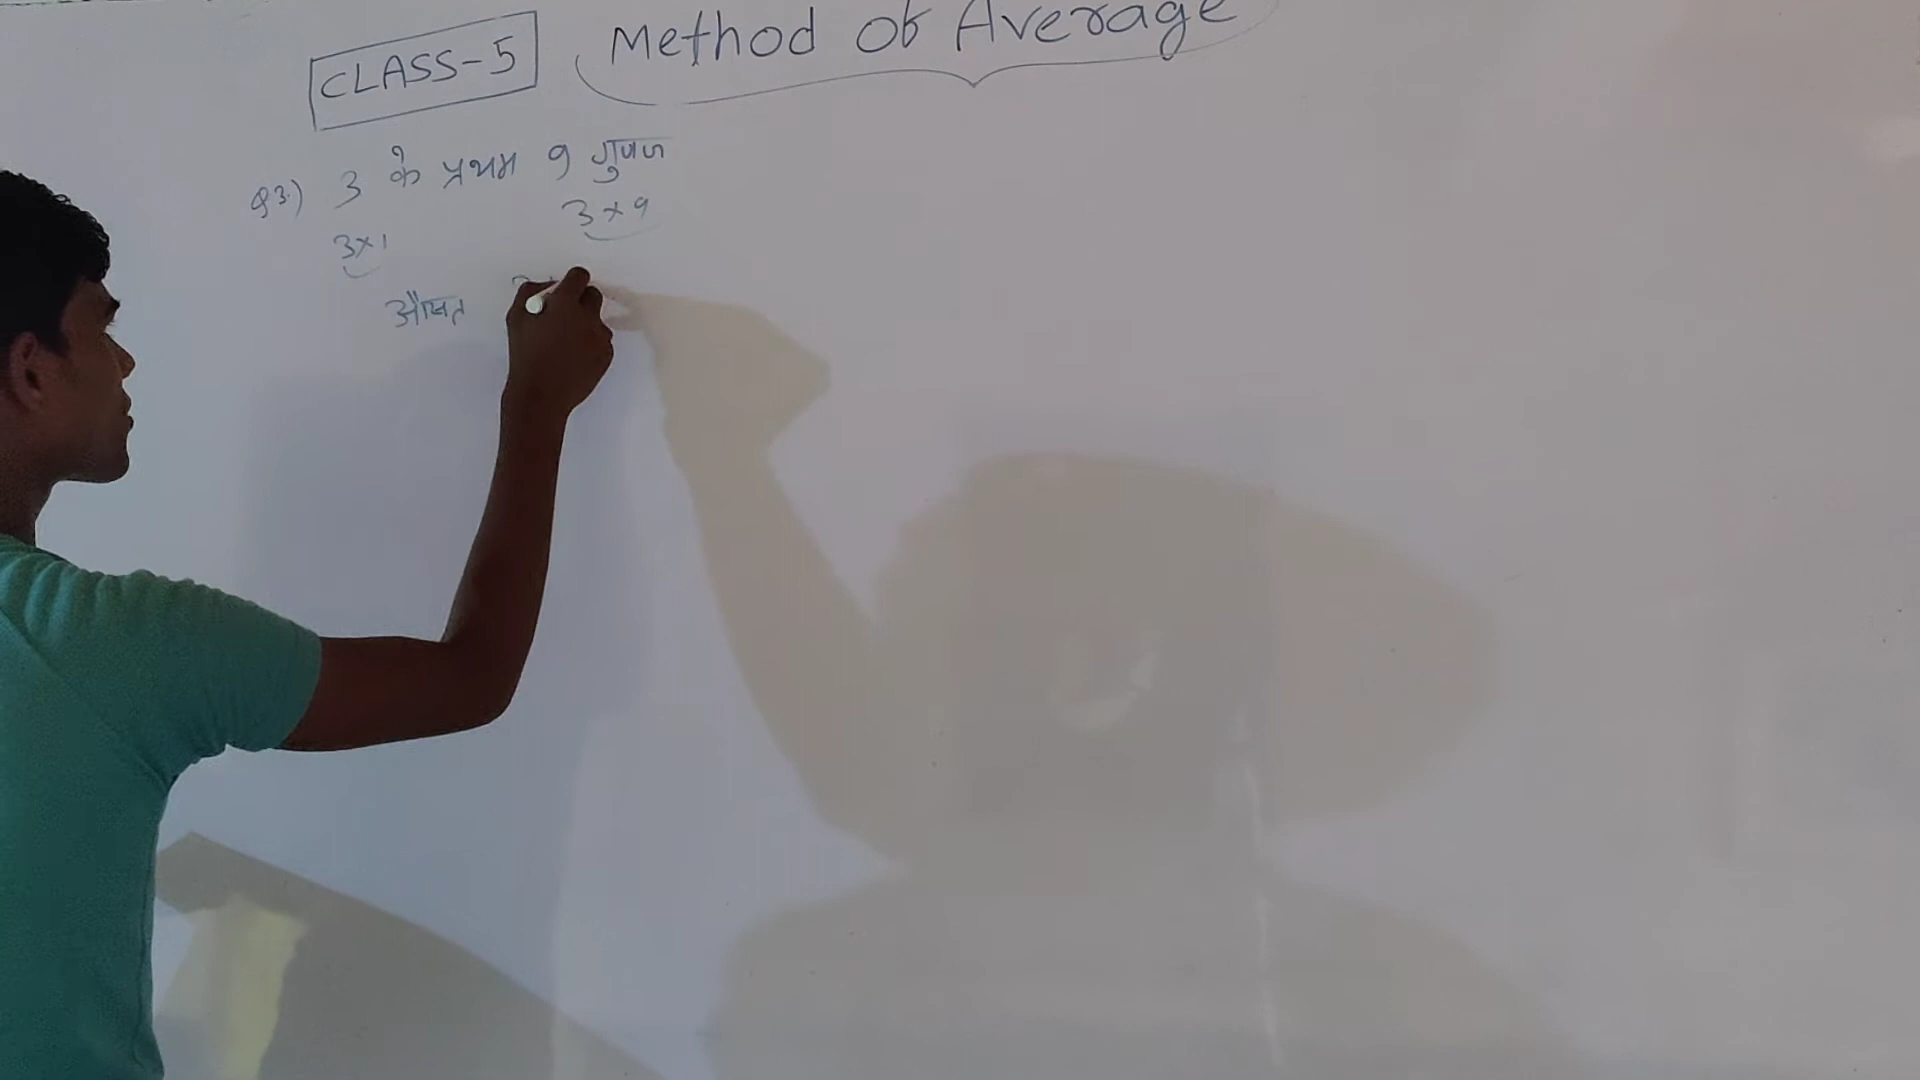 CLASS-5 Method of Average
Q3.) 3 के प्रथम 9 गुणज
3×1 3×9
औसत